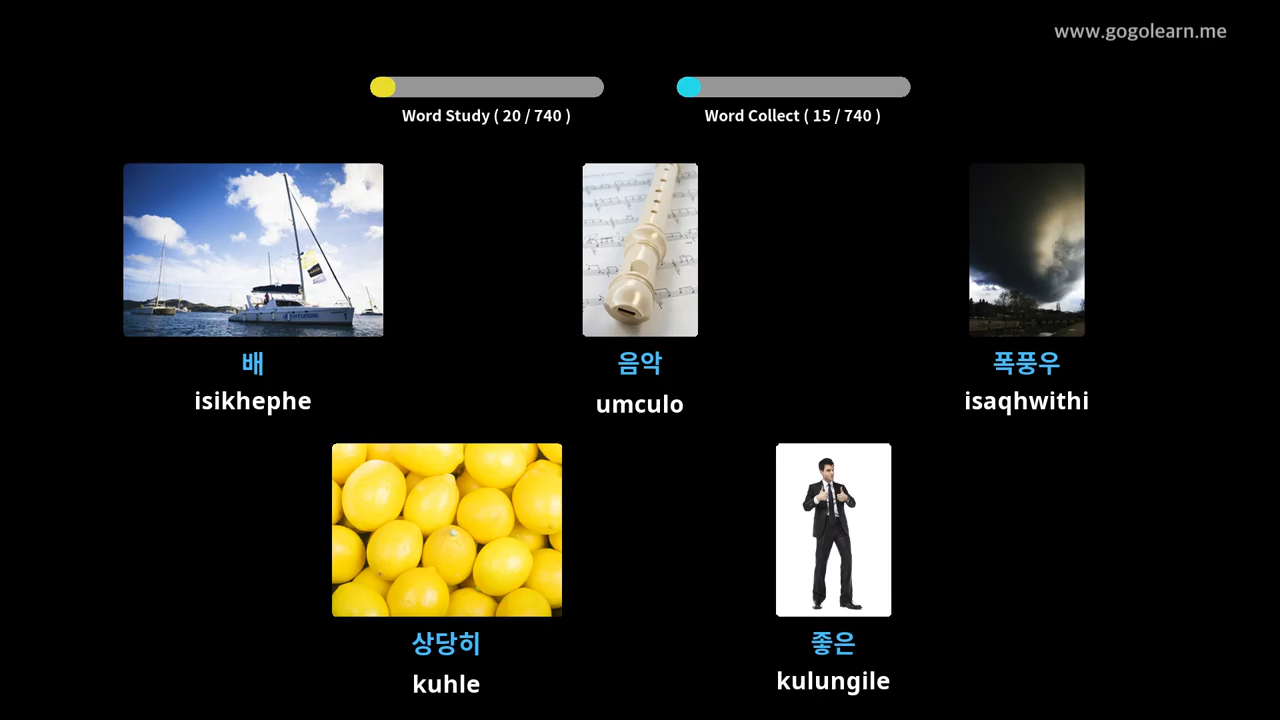 www.gogolearn.me
Word Study ( 20 / 740 )
Word Collect ( 15 / 740 )
배
isikhephe
음악
umculo
폭풍우
isaqhwithi
상당히
kuhle
좋은
kulungile